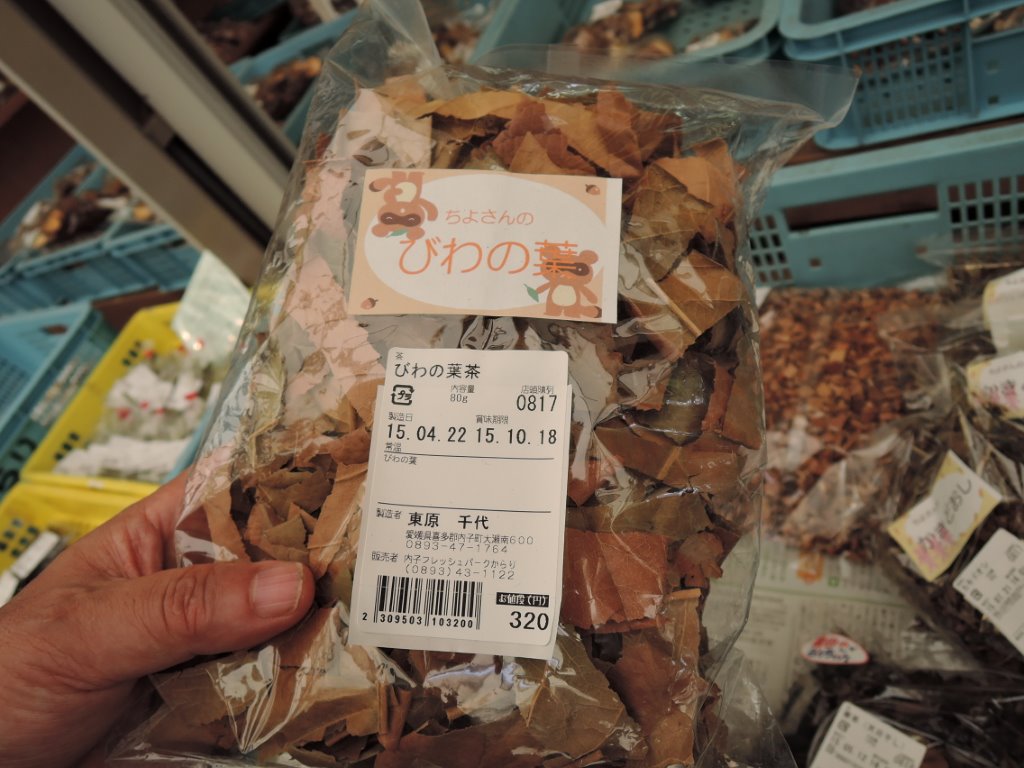 ちよさんの
びわの葉
茶
びわの葉茶
プラ
内容量
80g
店頭陳列
0817
製造日 賞味期限
15.04.22 15.10.18
常温
びわの葉
製造者 東原 千代
愛媛県喜多郡内子町大瀬南600
0893-47-1764
販売者 内子フレッシュパークからり
(0893)43-1122
お値段(円)
320
2 309503 103200